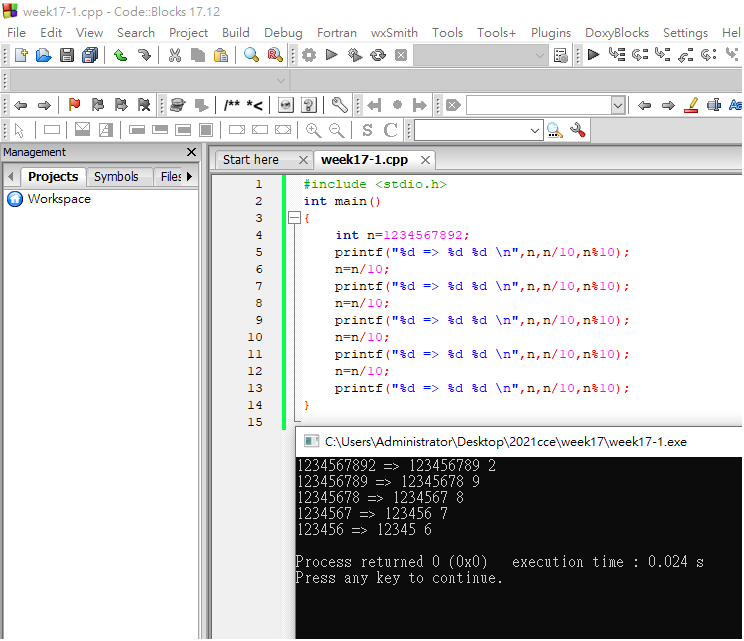 week17-1.cpp - Code::Blocks 17.12
File Edit View Search Project Build Debug Fortran wxSmith Tools Tools+ Plugins DoxyBlocks Settings Hel
/** *<
S C
Management
Projects Symbols Files
Workspace
Start here week17-1.cpp
1 #include <stdio.h>
2 int main()
3 {
4 int n=1234567892;
5 printf("%d => %d %d \n",n,n/10,n%10);
6 n=n/10;
7 printf("%d => %d %d \n",n,n/10,n%10);
8 n=n/10;
9 printf("%d => %d %d \n",n,n/10,n%10);
10 n=n/10;
11 printf("%d => %d %d \n",n,n/10,n%10);
12 n=n/10;
13 printf("%d => %d %d \n",n,n/10,n%10);
14 }
15
C:\Users\Administrator\Desktop\2021cce\week17\week17-1.exe
1234567892 => 123456789 2
123456789 => 12345678 9
12345678 => 1234567 8
1234567 => 123456 7
123456 => 12345 6
Process returned 0 (0x0) execution time : 0.024 s
Press any key to continue.